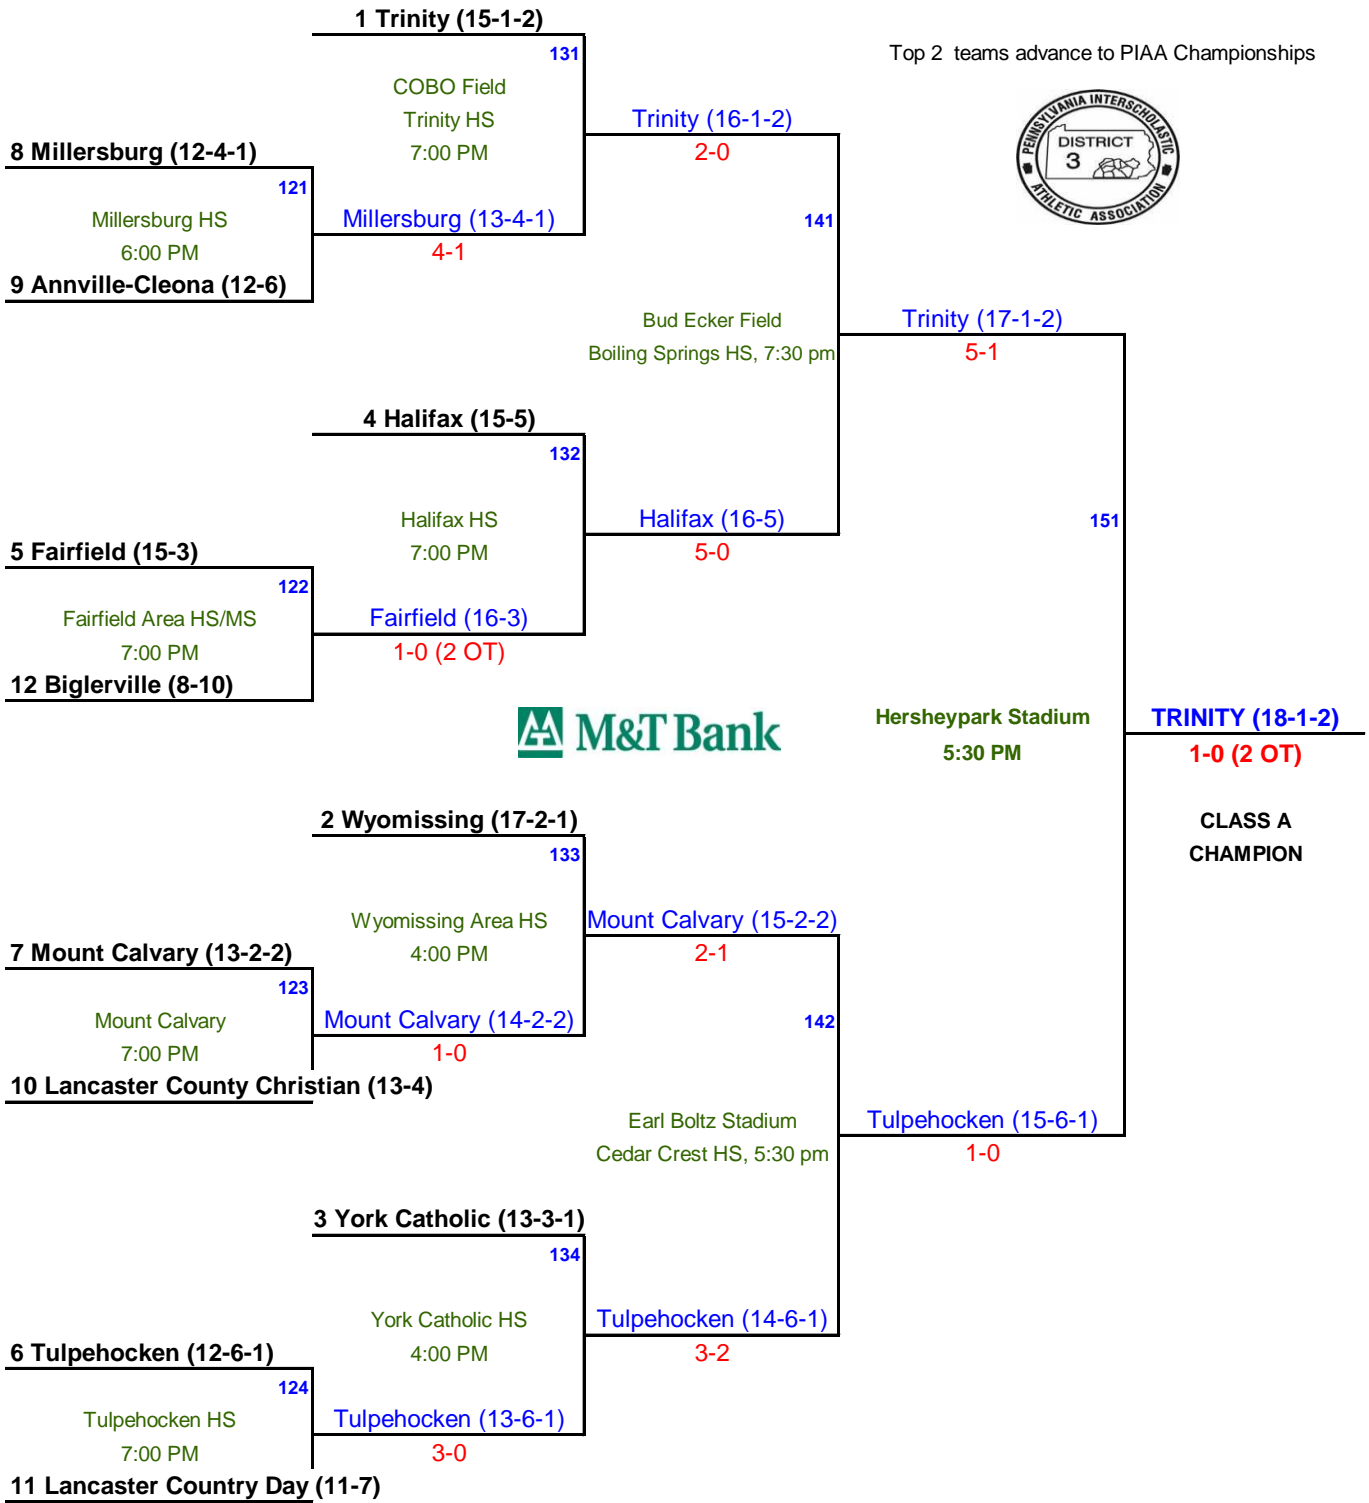 1 Trinity (15-1-2)
131
Top 2 teams advance to PIAA Championships
COBO Field
Trinity HS
7:00 PM
Trinity (16-1-2)
2-0
PENNSYLVANIA INTERSCHOLASTIC
DISTRICT
3
ATHLETIC ASSOCIATION
8 Millersburg (12-4-1)
121
Millersburg HS
6:00 PM
Millersburg (13-4-1)
4-1
141
9 Annville-Cleona (12-6)
Bud Ecker Field
Boiling Springs HS, 7:30 pm
Trinity (17-1-2)
5-1
4 Halifax (15-5)
132
Halifax HS
7:00 PM
Halifax (16-5)
5-0
151
5 Fairfield (15-3)
122
Fairfield Area HS/MS
7:00 PM
Fairfield (16-3)
1-0 (2 OT)
12 Biglerville (8-10)
M&T Bank
Hersheypark Stadium
5:30 PM
TRINITY (18-1-2)
1-0 (2 OT)
CLASS A
CHAMPION
2 Wyomissing (17-2-1)
133
Wyomissing Area HS
4:00 PM
Mount Calvary (15-2-2)
2-1
7 Mount Calvary (13-2-2)
123
Mount Calvary
7:00 PM
Mount Calvary (14-2-2)
1-0
142
10 Lancaster County Christian (13-4)
Earl Boltz Stadium
Cedar Crest HS, 5:30 pm
Tulpehocken (15-6-1)
1-0
3 York Catholic (13-3-1)
134
York Catholic HS
4:00 PM
Tulpehocken (14-6-1)
3-2
6 Tulpehocken (12-6-1)
124
Tulpehocken HS
7:00 PM
Tulpehocken (13-6-1)
3-0
11 Lancaster Country Day (11-7)